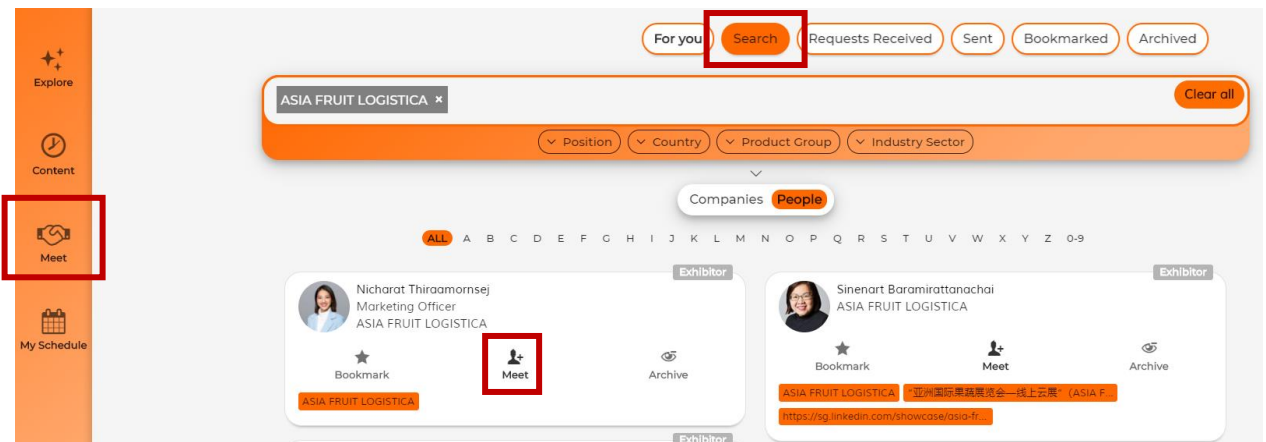 For you Search Requests Received Sent Bookmarked Archived
Explore
ASIA FRUIT LOGISTICA ×
Clear all
Position Country Product Group Industry Sector
Content
Companies People
ALL A B C D E F G H I J K L M N O P Q R S T U V W X Y Z 0-9
Meet
Exhibitor
Nicharat Thiraamornsej
Marketing Officer
ASIA FRUIT LOGISTICA
Bookmark Meet Archive
ASIA FRUIT LOGISTICA
Exhibitor
Sinenart Baramirattanachai
ASIA FRUIT LOGISTICA
Bookmark Meet Archive
ASIA FRUIT LOGISTICA "亚洲国际果蔬展览会—线上云展" (ASIA F...
https://sg.linkedin.com/showcase/asia-fr...
My Schedule
Exhibitor